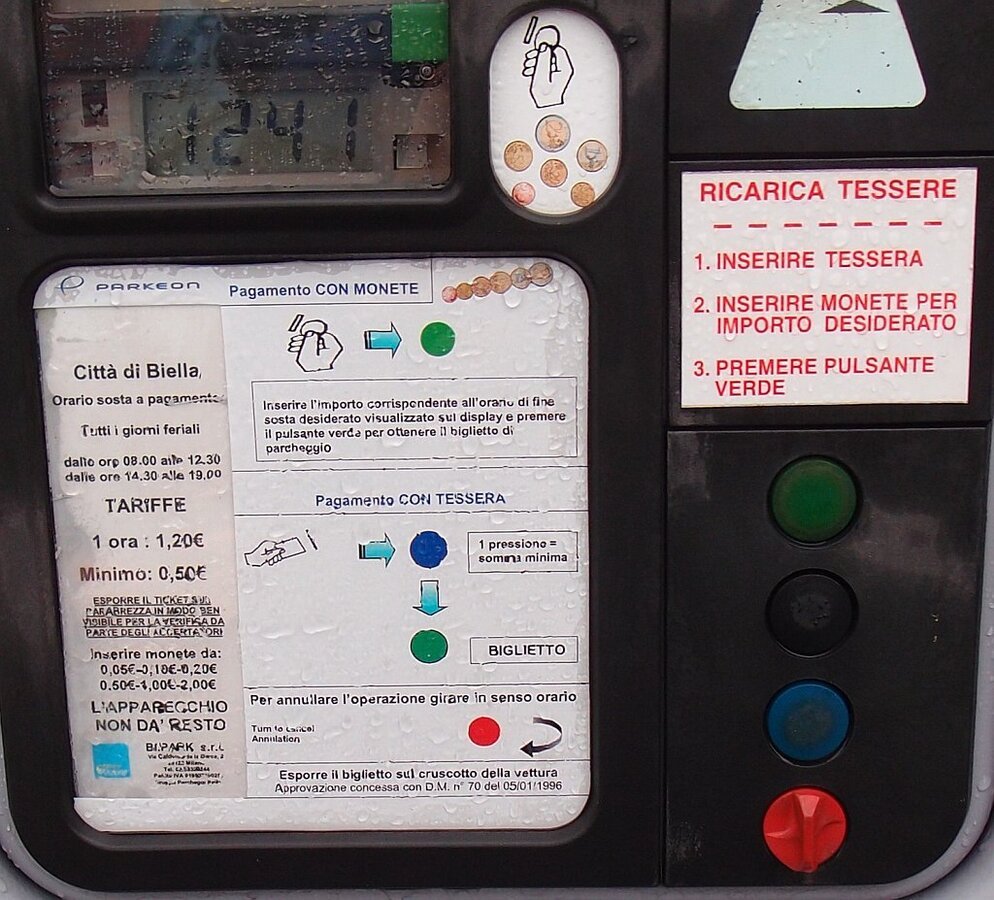 1241
RICARICA TESSERE
1. INSERIRE TESSERA
2. INSERIRE MONETE PER
IMPORTO DESIDERATO
3. PREMERE PULSANTE
VERDE
PARKEON
Pagamento CON MONETE
Inserire l'importo corrispondente all'orario di fine
sosta desiderato visualizzato sul display e premere
il pulsante verde per ottenere il biglietto di
parcheggio
Pagamento CON TESSERA
1 pressione =
somma minima
BIGLIETTO
Per annullare l'operazione girare in senso orario
Turn to cancel
Annulation
Esporre il biglietto sul cruscotto della vettura
Approvazione concessa con D.M. n° 70 del 05/01/1996
Città di Biella
Orario sosta a pagamento
Tutti i giorni feriali
dalle ore 08.00 alle 12.30
dalle ore 14.30 alle 19.00
TARIFFE
1 ora : 1,20€
Minimo: 0,50€
ESPORRE IL TICKET SUL
PARABREZZA IN MODO BEN
VISIBILE PER LA VERIFICA DA
PARTE DEGLI ACCERTATORI
Inserire monete da:
0,05€-0,10€-0,20€
0.50€-1,00€-2,00€
L'APPARECCHIO
NON DA' RESTO
BI.PARK s.r.l.